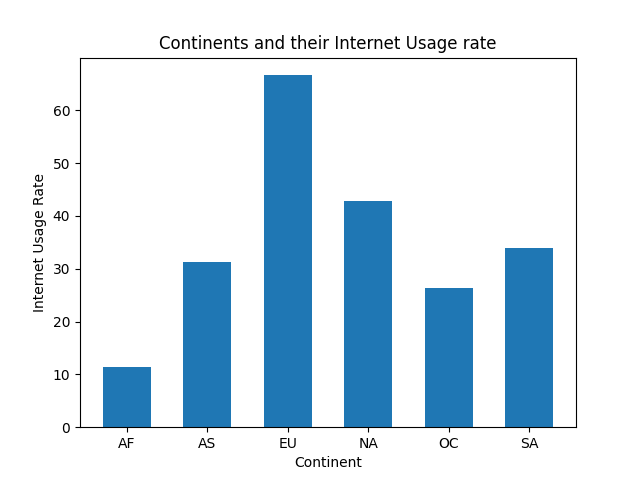 Continents and their Internet Usage rate
Internet Usage Rate
60
50
40
30
20
10
0
AF AS EU NA OC SA
Continent